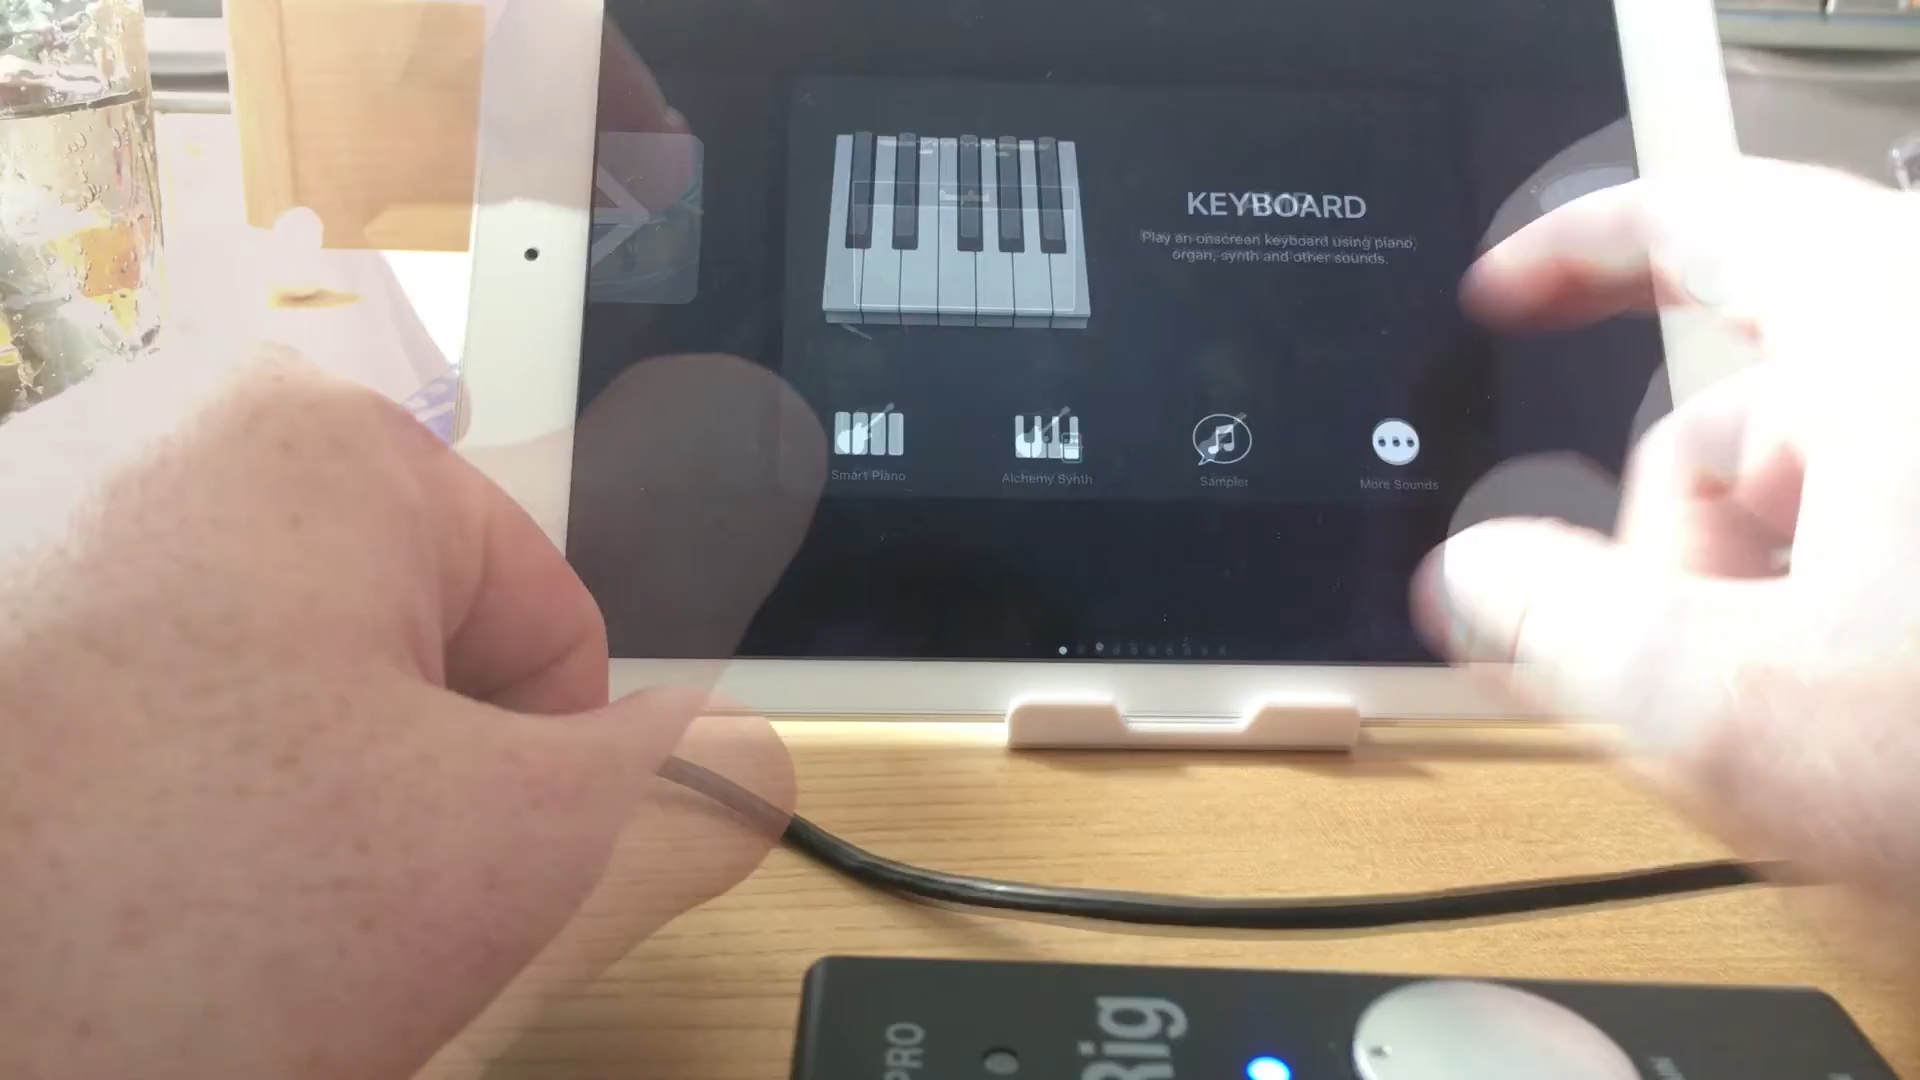 KEYBOARD
Play an onscreen keyboard using piano,
organ, synth and other sounds.
Smart Piano
Alchemy Synth
Sampler
More Sounds
PRO
Rig